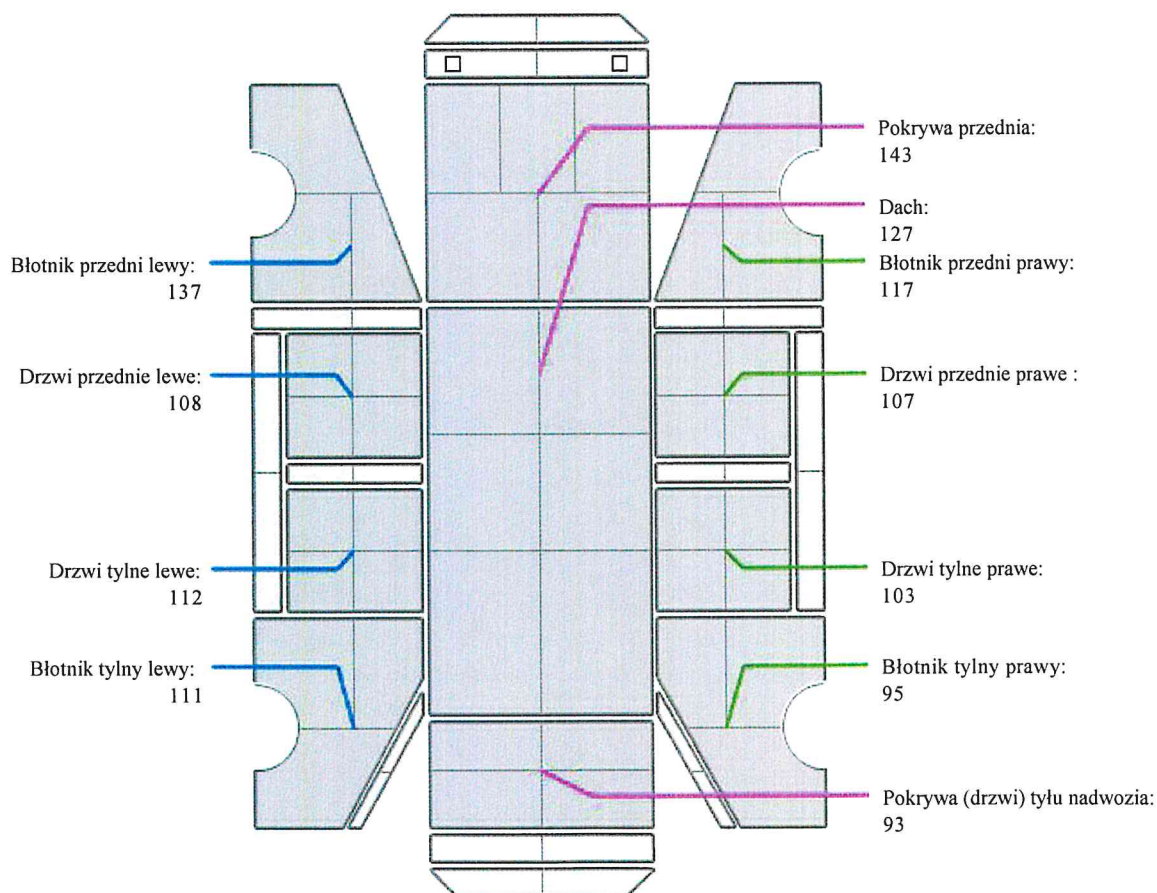 Pokrywa przednia:
143
Dach:
127
Błotnik przedni lewy:
137
Błotnik przedni prawy:
117
Drzwi przednie lewe:
108
Drzwi przednie prawe :
107
Drzwi tylne lewe:
112
Drzwi tylne prawe:
103
Błotnik tylny lewy:
111
Błotnik tylny prawy:
95
Pokrywa (drzwi) tyłu nadwozia:
93